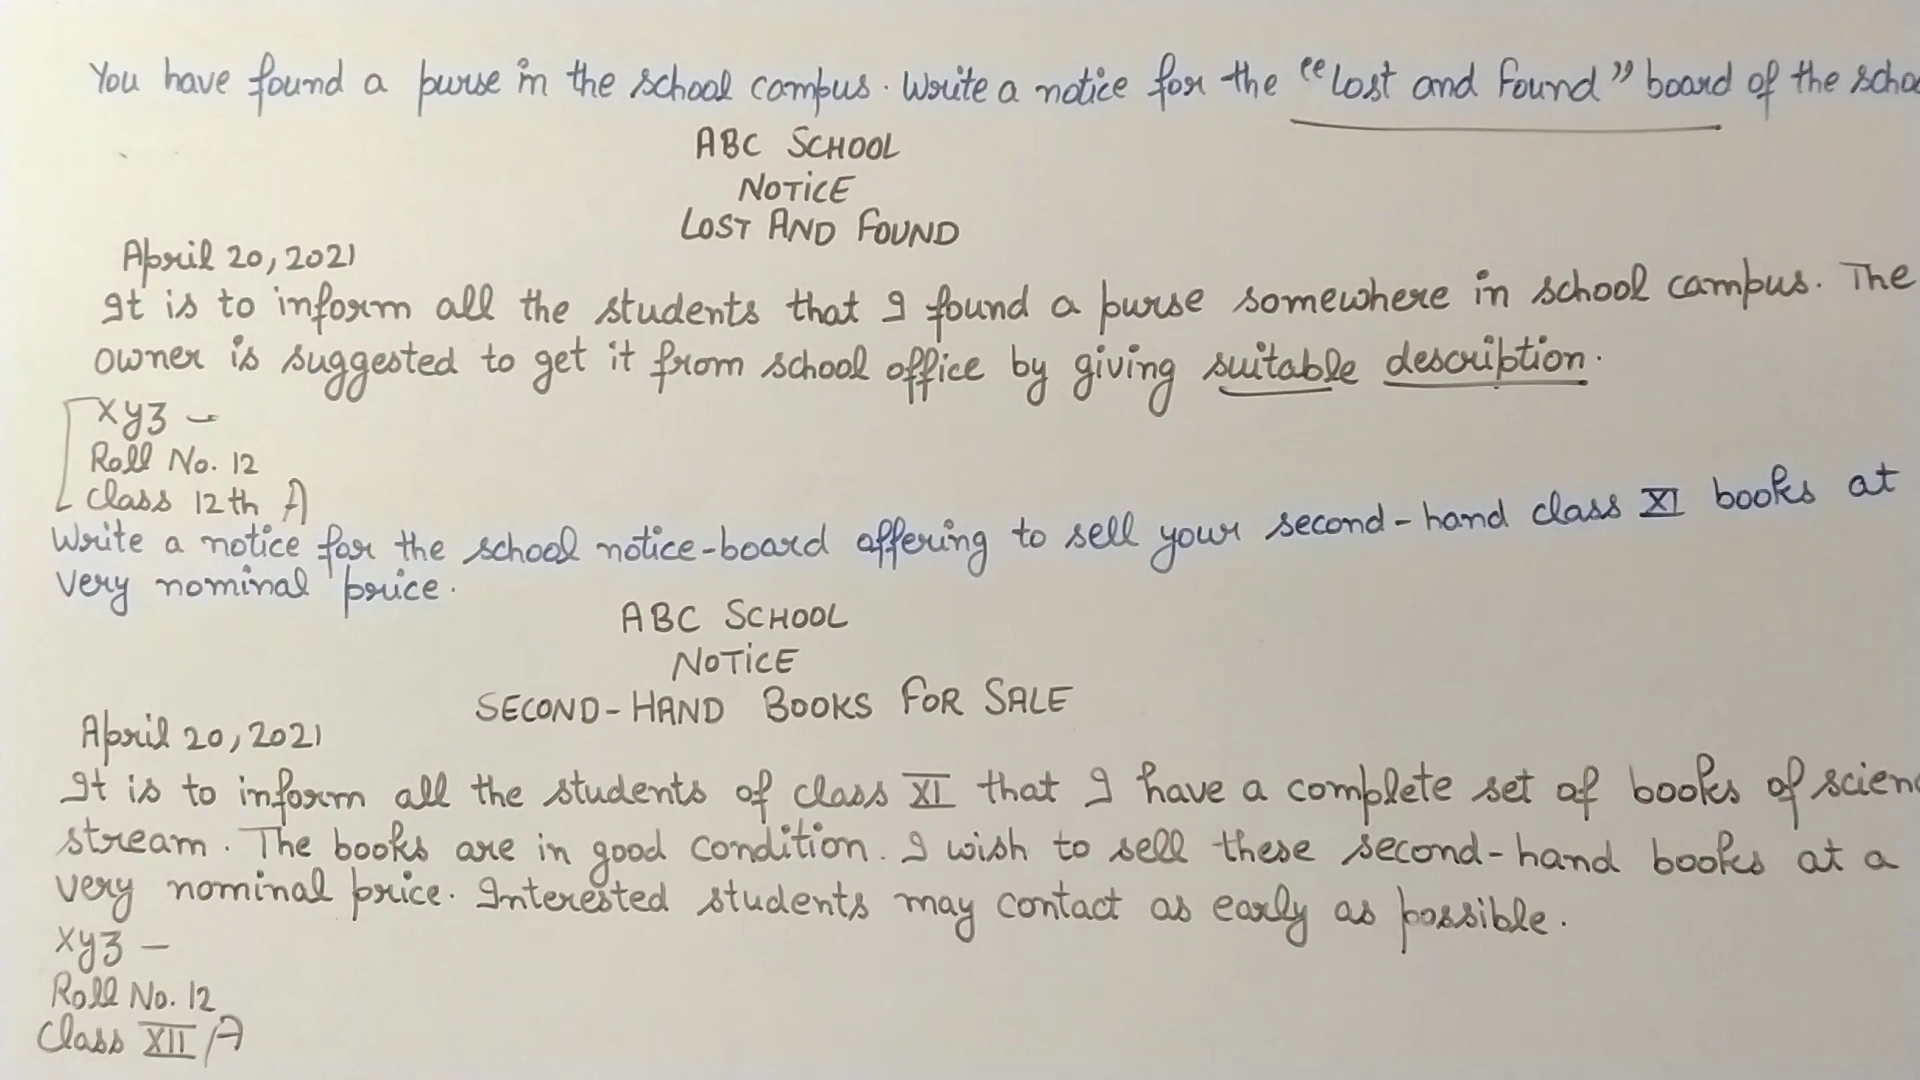 You have found a purse in the school campus. Write a notice for the "Lost and Found" board of the
ABC SCHOOL
NOTICE
LOST AND FOUND
April 20, 2021
It is to inform all the students that I found a purse somewhere in school campus. The
owner is suggested to get it from school office by giving suitable description.
xyz -
Roll No. 12
Class 12th A
Write a notice for the school notice-board offering to sell your second-hand class XI books at
very nominal price.
ABC SCHOOL
NOTICE
SECOND-HAND BOOKS FOR SALE
April 20, 2021
It is to inform all the students of class XI that I have a complete set of books of
stream. The books are in good condition. I wish to sell these second-hand books at a
very nominal price. Interested students may contact as early as possible.
xyz -
Roll No. 12
Class XII A